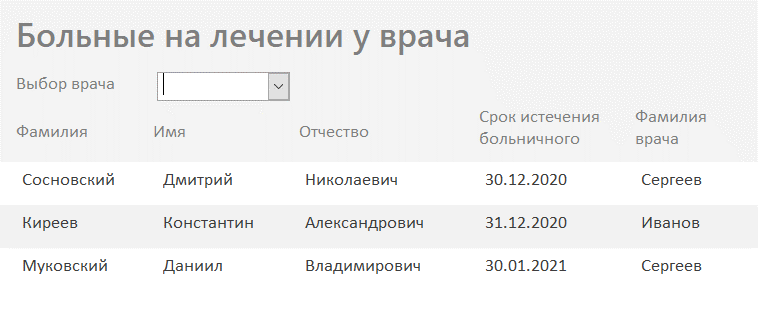 Больные на лечении у врача
Выбор врача
Фамилия Имя Отчество Срок истечения больничного Фамилия врача
Сосновский Дмитрий Николаевич 30.12.2020 Сергеев
Киреев Константин Александрович 31.12.2020 Иванов
Муковский Даниил Владимирович 30.01.2021 Сергеев